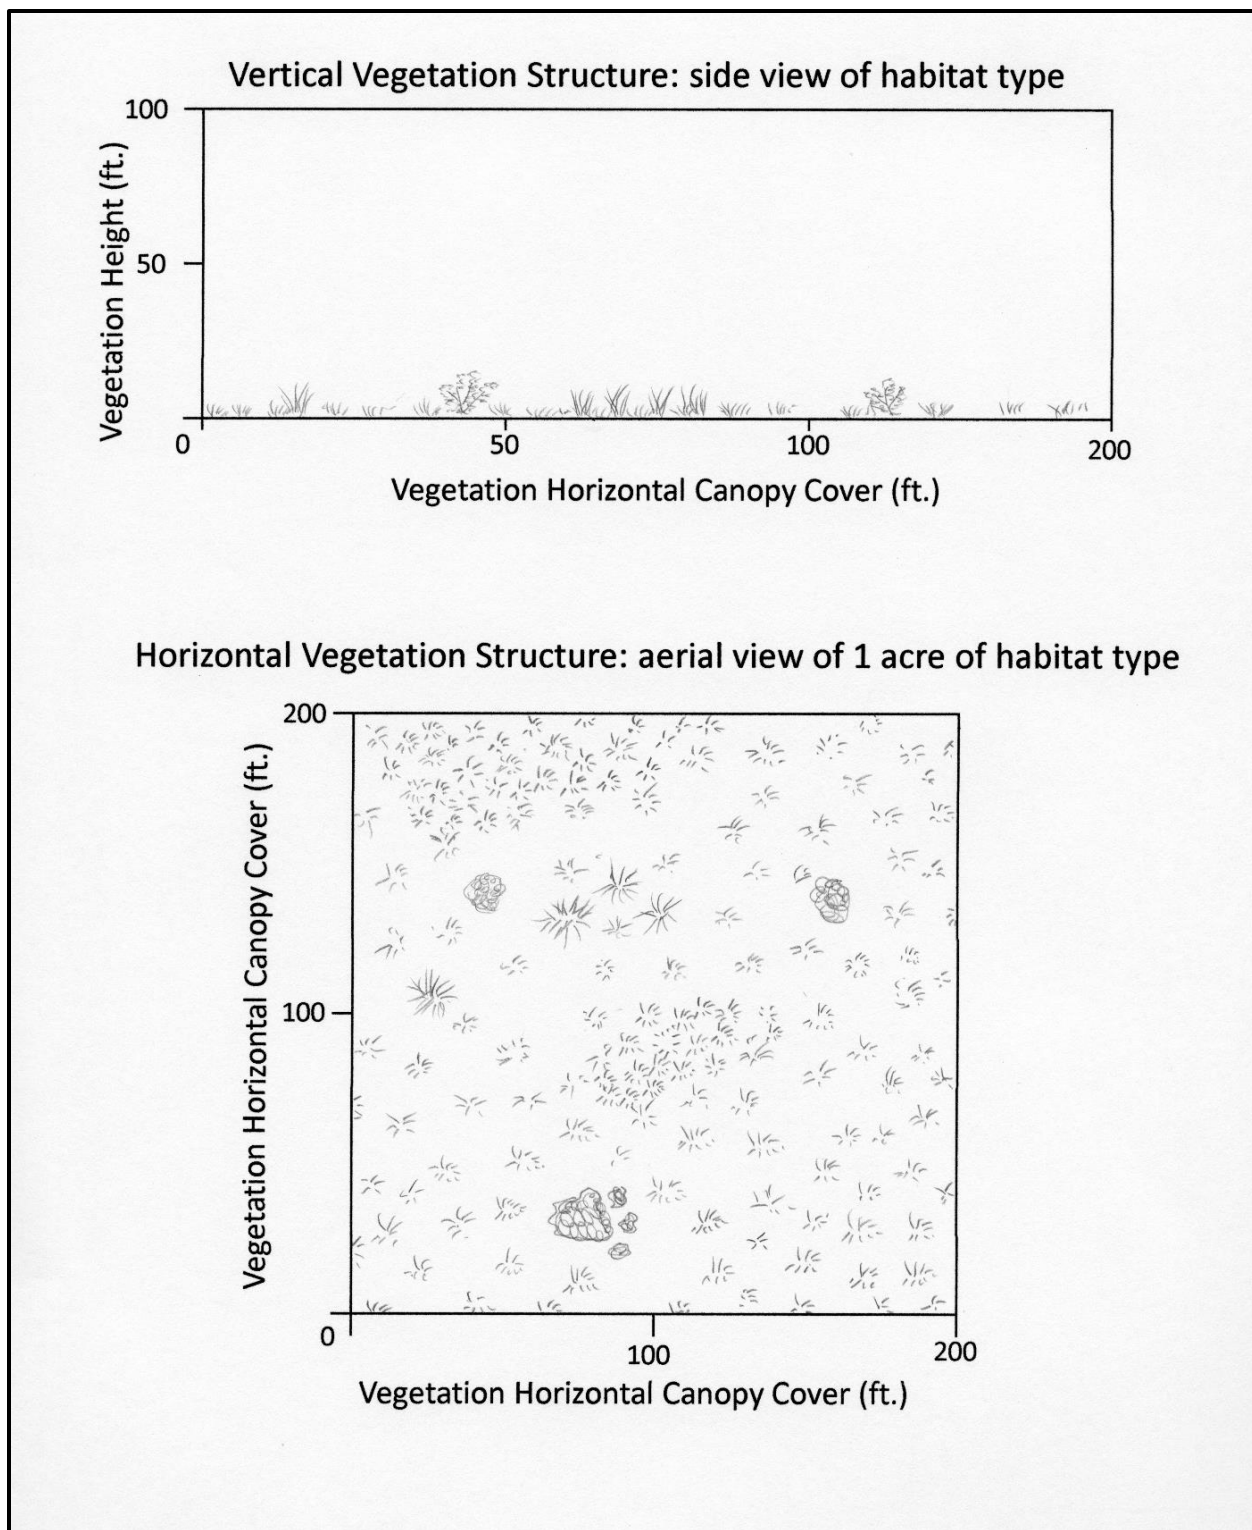 Vertical Vegetation Structure: side view of habitat type
100
50
Vegetation Height (ft.)
0
50
100
200
Vegetation Horizontal Canopy Cover (ft.)
Horizontal Vegetation Structure: aerial view of 1 acre of habitat type
200
100
Vegetation Horizontal Canopy Cover (ft.)
0
100
200
Vegetation Horizontal Canopy Cover (ft.)